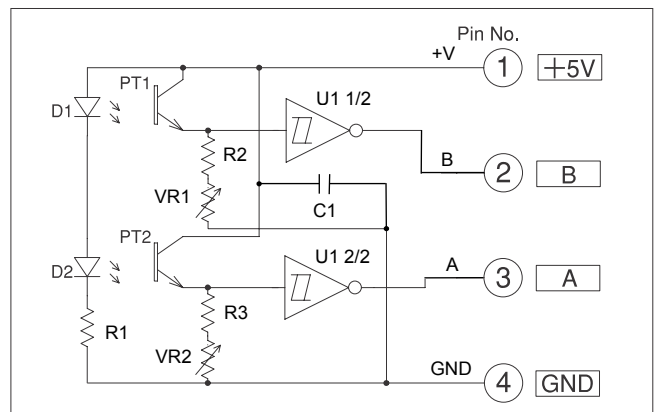 Pin No.
+V
1
+5V
PT1
U1 1/2
D1
R2
B
2
B
VR1
C1
PT2
U1 2/2
A
3
A
D2
R3
R1
VR2
GND
4
GND